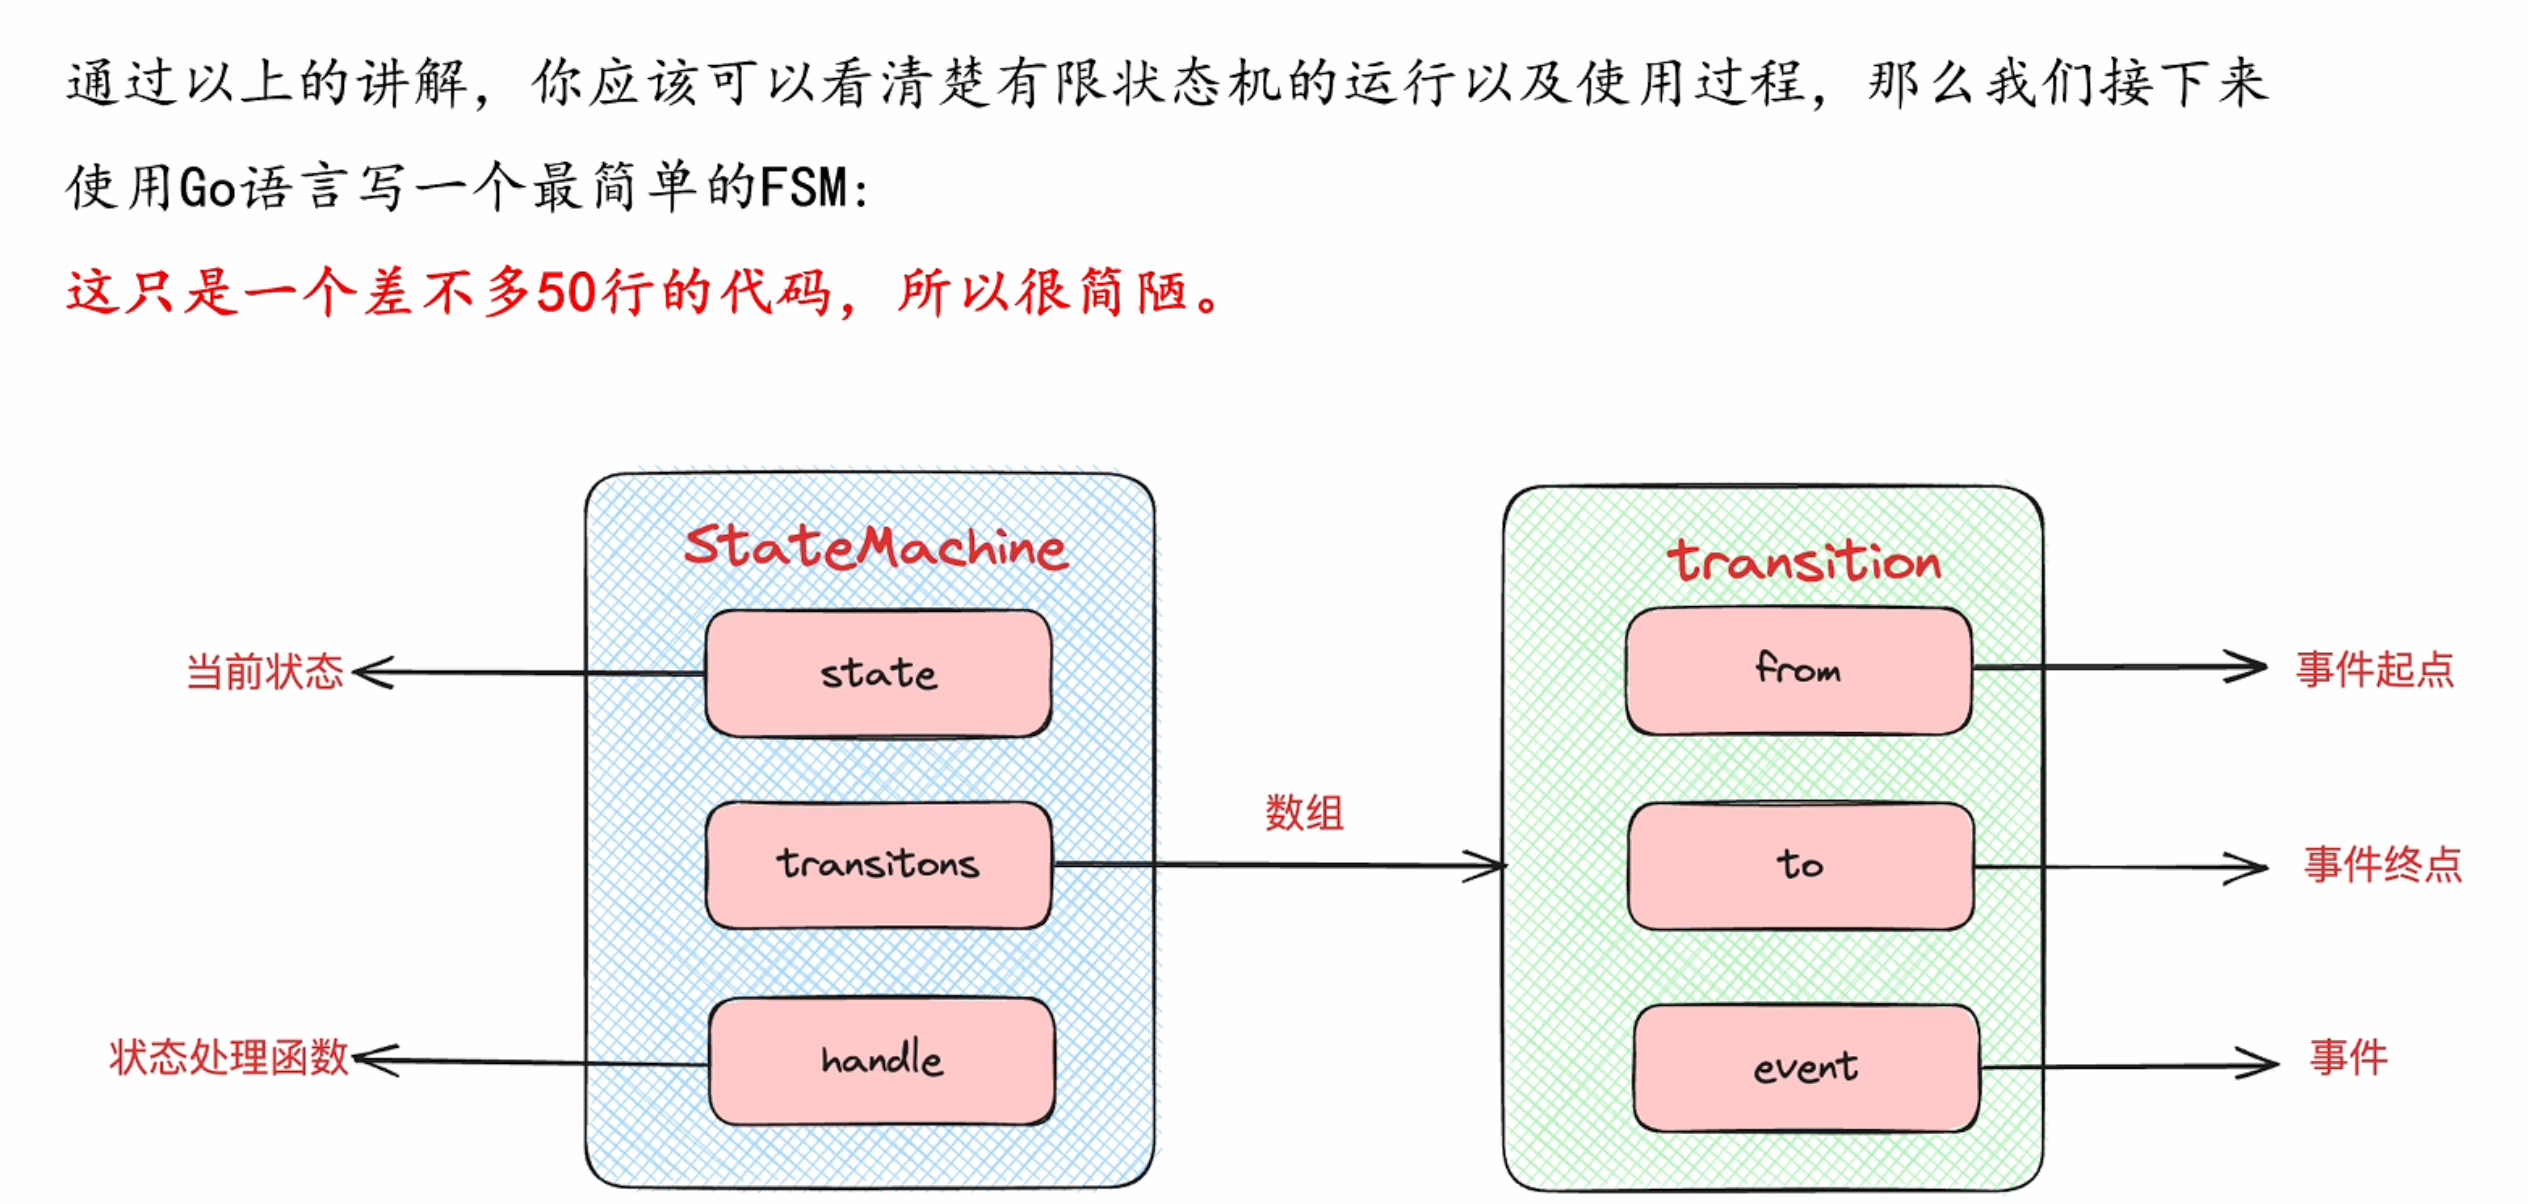 通过以上的讲解，你应该可以看清楚有限状态机的运行以及使用过程，那么我们接下来
使用Go语言写一个最简单的FSM：
这只是一个差不多50行的代码，所以很简陋。
StateMachine
transition
当前状态
state
from
事件起点
数组
transitons
to
事件终点
状态处理函数
handle
event
事件